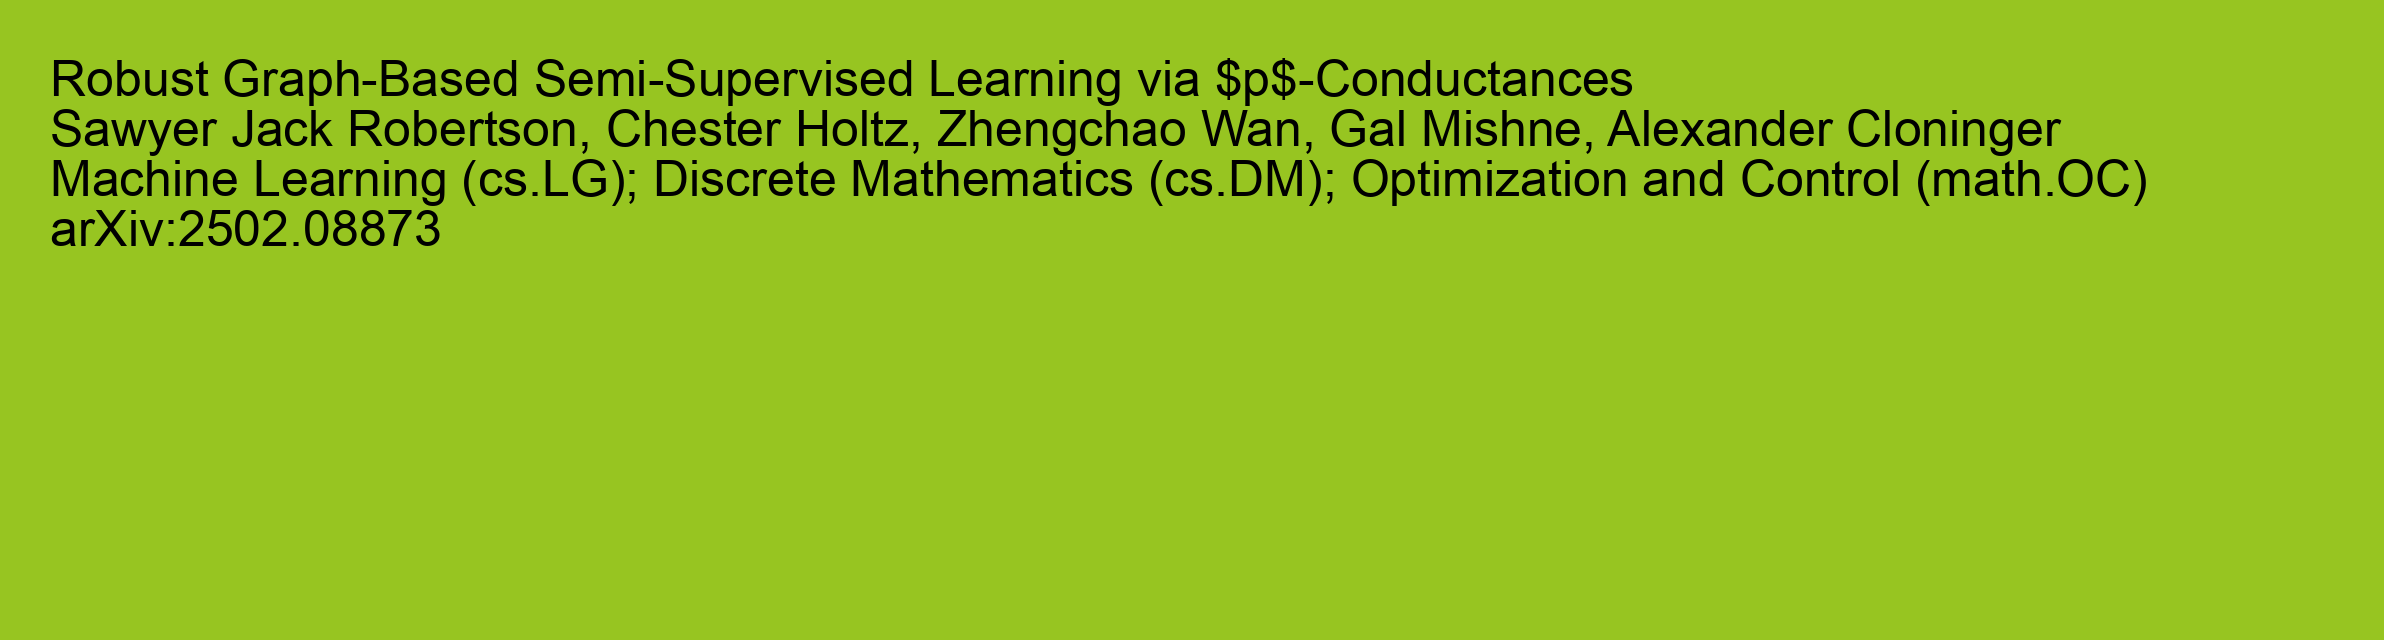 Robust Graph-Based Semi-Supervised Learning via $p$-Conductances
Sawyer Jack Robertson, Chester Holtz, Zhengchao Wan, Gal Mishne, Alexander Cloninger
Machine Learning (cs.LG); Discrete Mathematics (cs.DM); Optimization and Control (math.OC)
arXiv:2502.08873